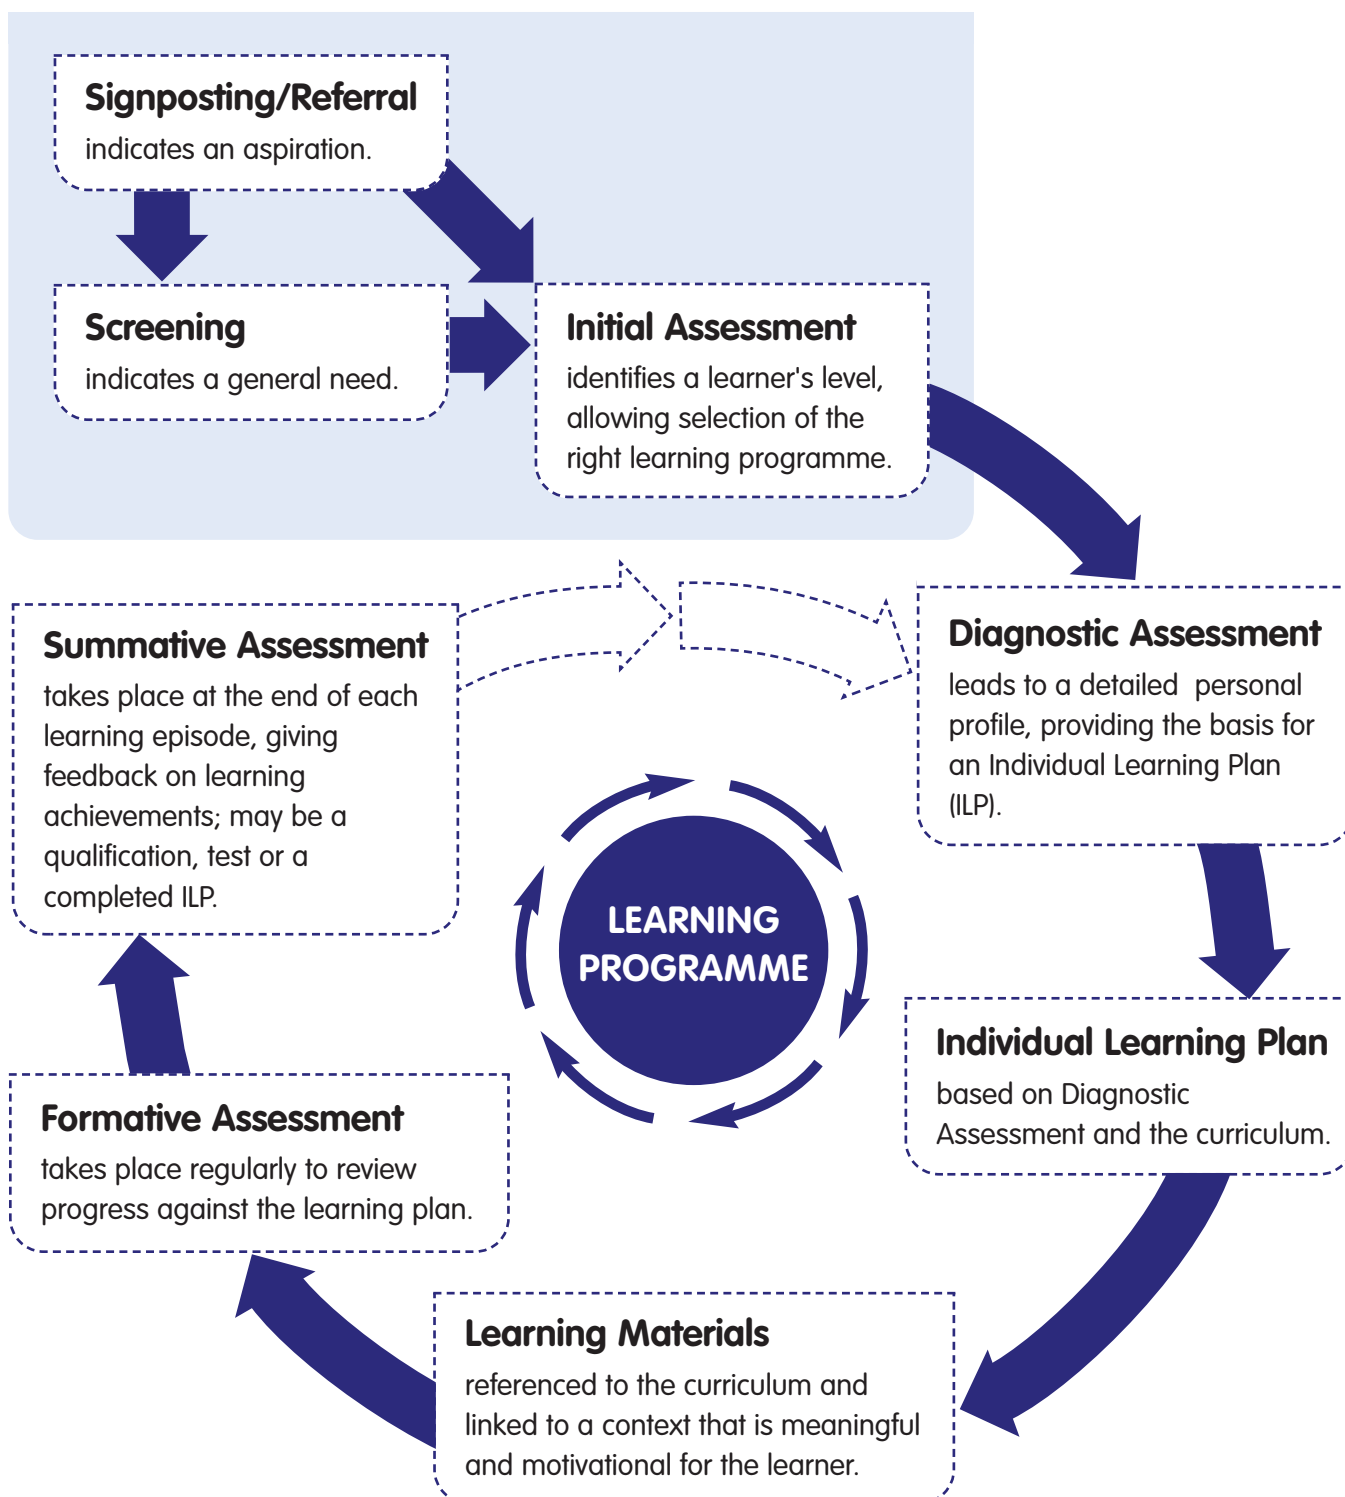 Signposting/Referral
indicates an aspiration.
Screening
indicates a general need.
Initial Assessment
identifies a learner's level,
allowing selection of the
right learning programme.
Diagnostic Assessment
leads to a detailed personal
profile, providing the basis for
an Individual Learning Plan
(ILP).
Individual Learning Plan
based on Diagnostic
Assessment and the curriculum.
Learning Materials
referenced to the curriculum and
linked to a context that is meaningful
and motivational for the learner.
Formative Assessment
takes place regularly to review
progress against the learning plan.
Summative Assessment
takes place at the end of each
learning episode, giving
feedback on learning
achievements; may be a
qualification, test or a
completed ILP.
LEARNING
PROGRAMME